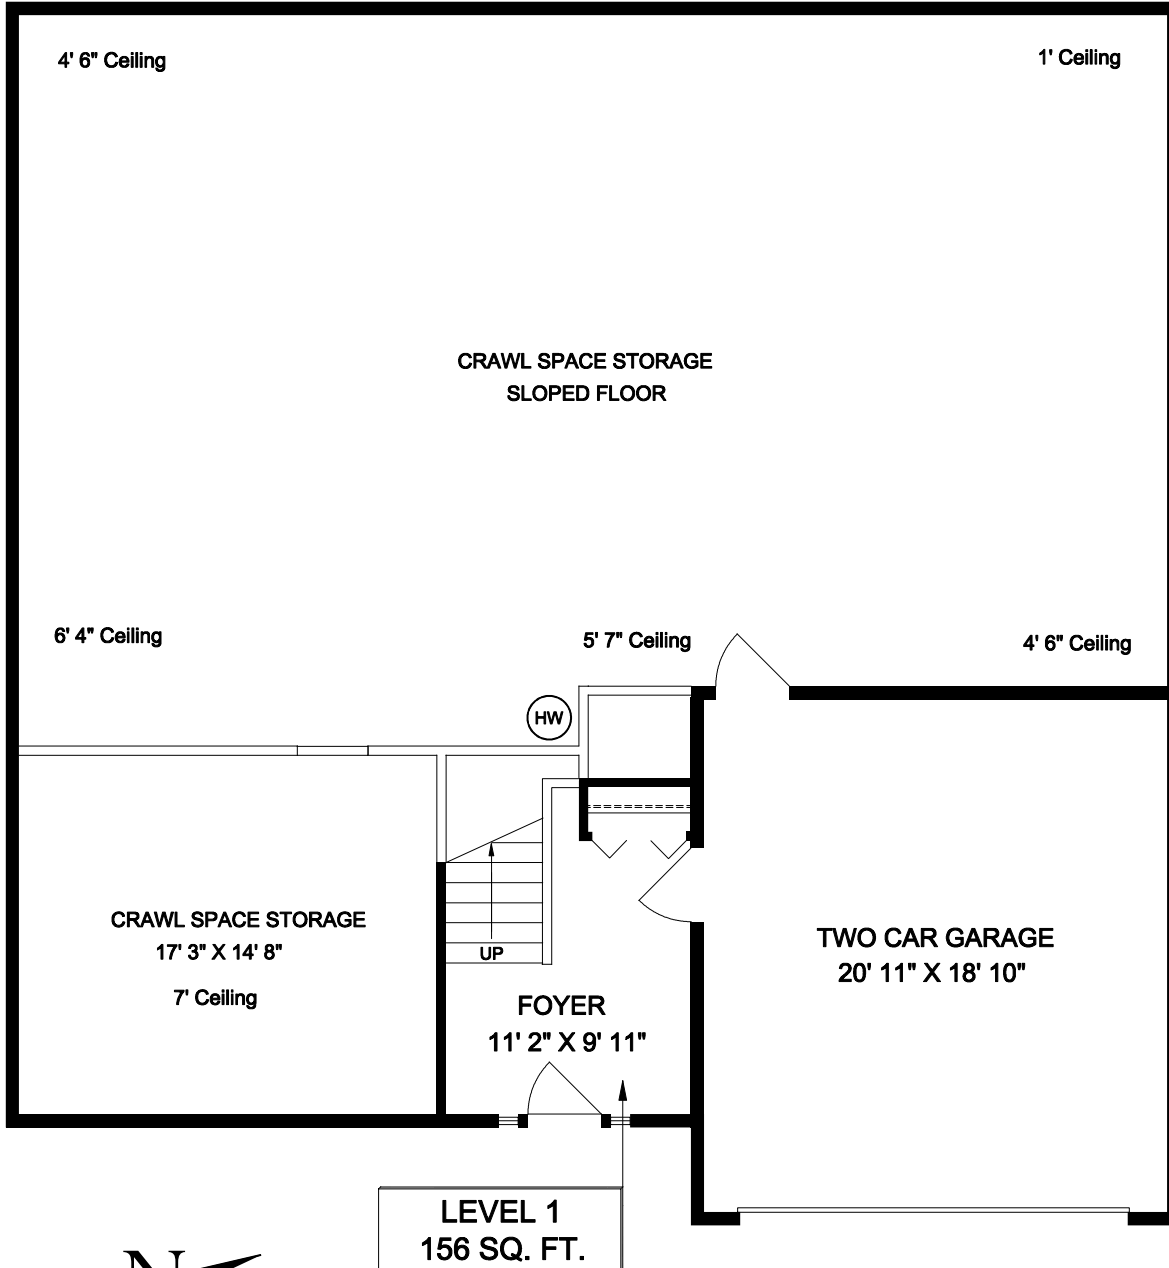 4' 6" Ceiling
1' Ceiling
CRAWL SPACE STORAGE
SLOPED FLOOR
6' 4" Ceiling
5' 7" Ceiling
4' 6" Ceiling
HW
CRAWL SPACE STORAGE
17' 3" X 14' 8"
7' Ceiling
UP
FOYER
11' 2" X 9' 11"
TWO CAR GARAGE
20' 11" X 18' 10"
LEVEL 1
156 SQ. FT.
N